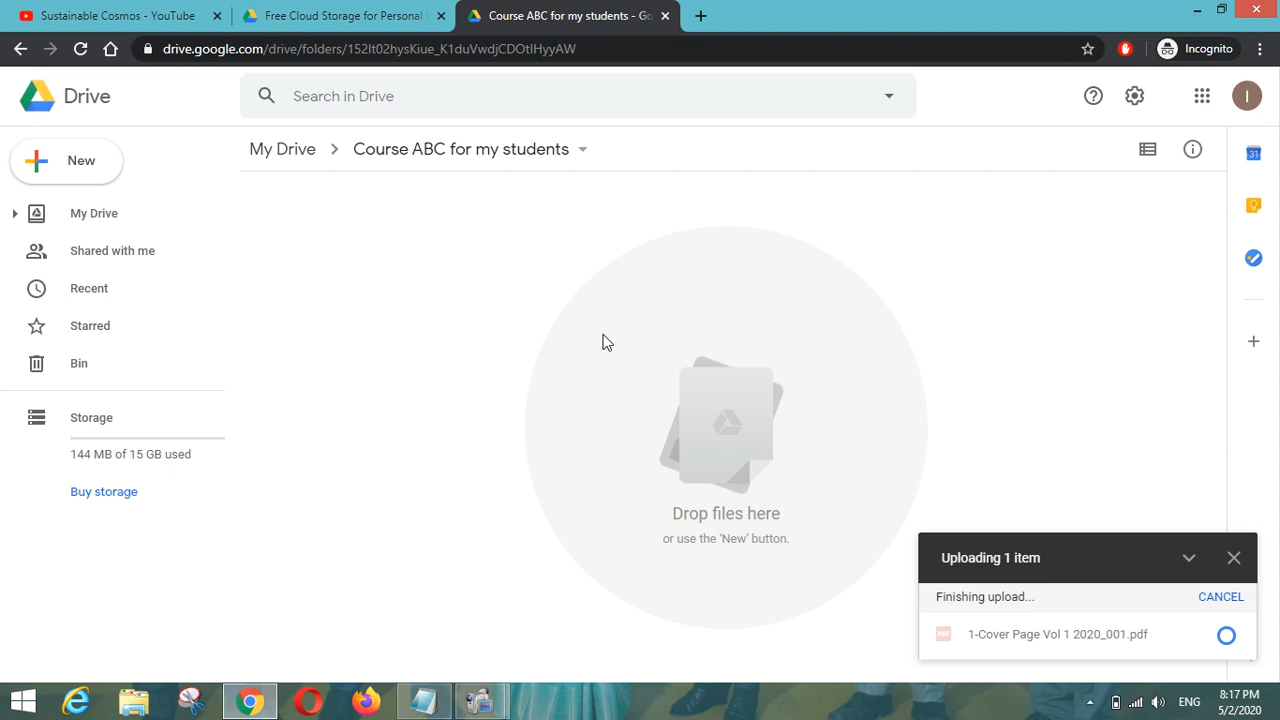 Sustainable Cosmos - YouTube
Free Cloud Storage for Personal
Course ABC for my students - Go
drive.google.com/drive/folders/152lt02hysKiue_K1duVwdjCDOtIHyyAW
Incognito
Drive
Search in Drive
I
New
My Drive
Course ABC for my students
31
My Drive
Shared with me
Recent
Starred
Bin
Storage
144 MB of 15 GB used
Buy storage
Drop files here
or use the 'New' button.
Uploading 1 item
Finishing upload...
CANCEL
PDF
1-Cover Page Vol 1 2020_001.pdf
ENG
8:17 PM
5/2/2020